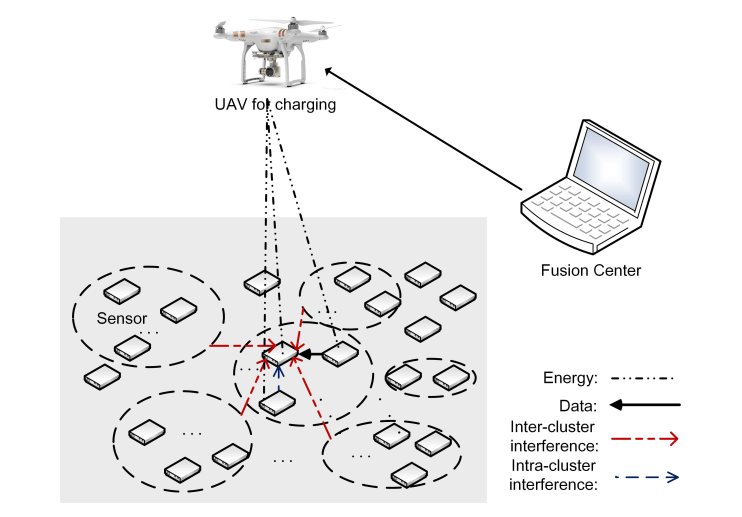 UAV for charging
Fusion Center
Sensor
. . .
. . . .
. . . .
. . .
. . .
. . .
Energy:
Data:
Inter-cluster
interference:
Intra-cluster
interference: